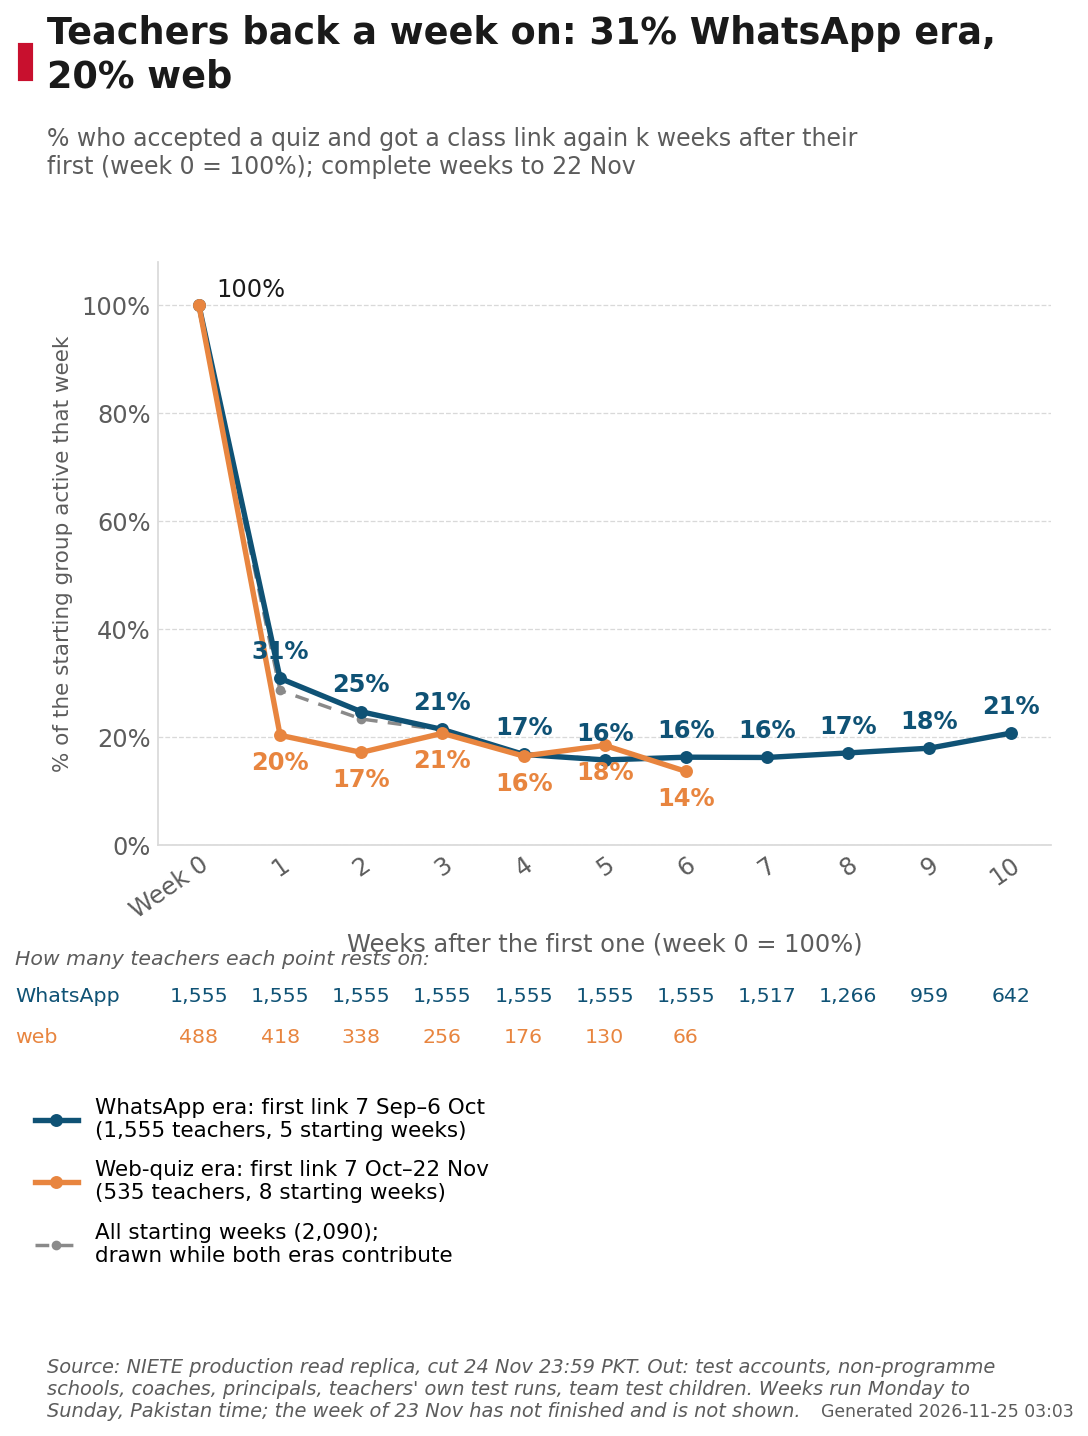 Teachers back a week on: 31% WhatsApp era,
20% web
% who accepted a quiz and got a class link again k weeks after their
first (week 0 = 100%); complete weeks to 22 Nov
% of the starting group active that week
100%
80%
60%
40%
20%
0%
100%
31%
25%
21%
17%
16%
16%
16%
17%
18%
21%
20%
17%
21%
16%
18%
14%
Week 0
1
2
3
4
5
6
7
8
9
10
Weeks after the first one (week 0 = 100%)
How many teachers each point rests on:
WhatsApp 1,555 1,555 1,555 1,555 1,555 1,555 1,555 1,517 1,266 959 642
web 488 418 338 256 176 130 66
WhatsApp era: first link 7 Sep–6 Oct
(1,555 teachers, 5 starting weeks)
Web-quiz era: first link 7 Oct–22 Nov
(535 teachers, 8 starting weeks)
All starting weeks (2,090);
drawn while both eras contribute
Source: NIETE production read replica, cut 24 Nov 23:59 PKT. Out: test accounts, non-programme
schools, coaches, principals, teachers' own test runs, team test children. Weeks run Monday to
Sunday, Pakistan time; the week of 23 Nov has not finished and is not shown.
Generated 2026-11-25 03:03